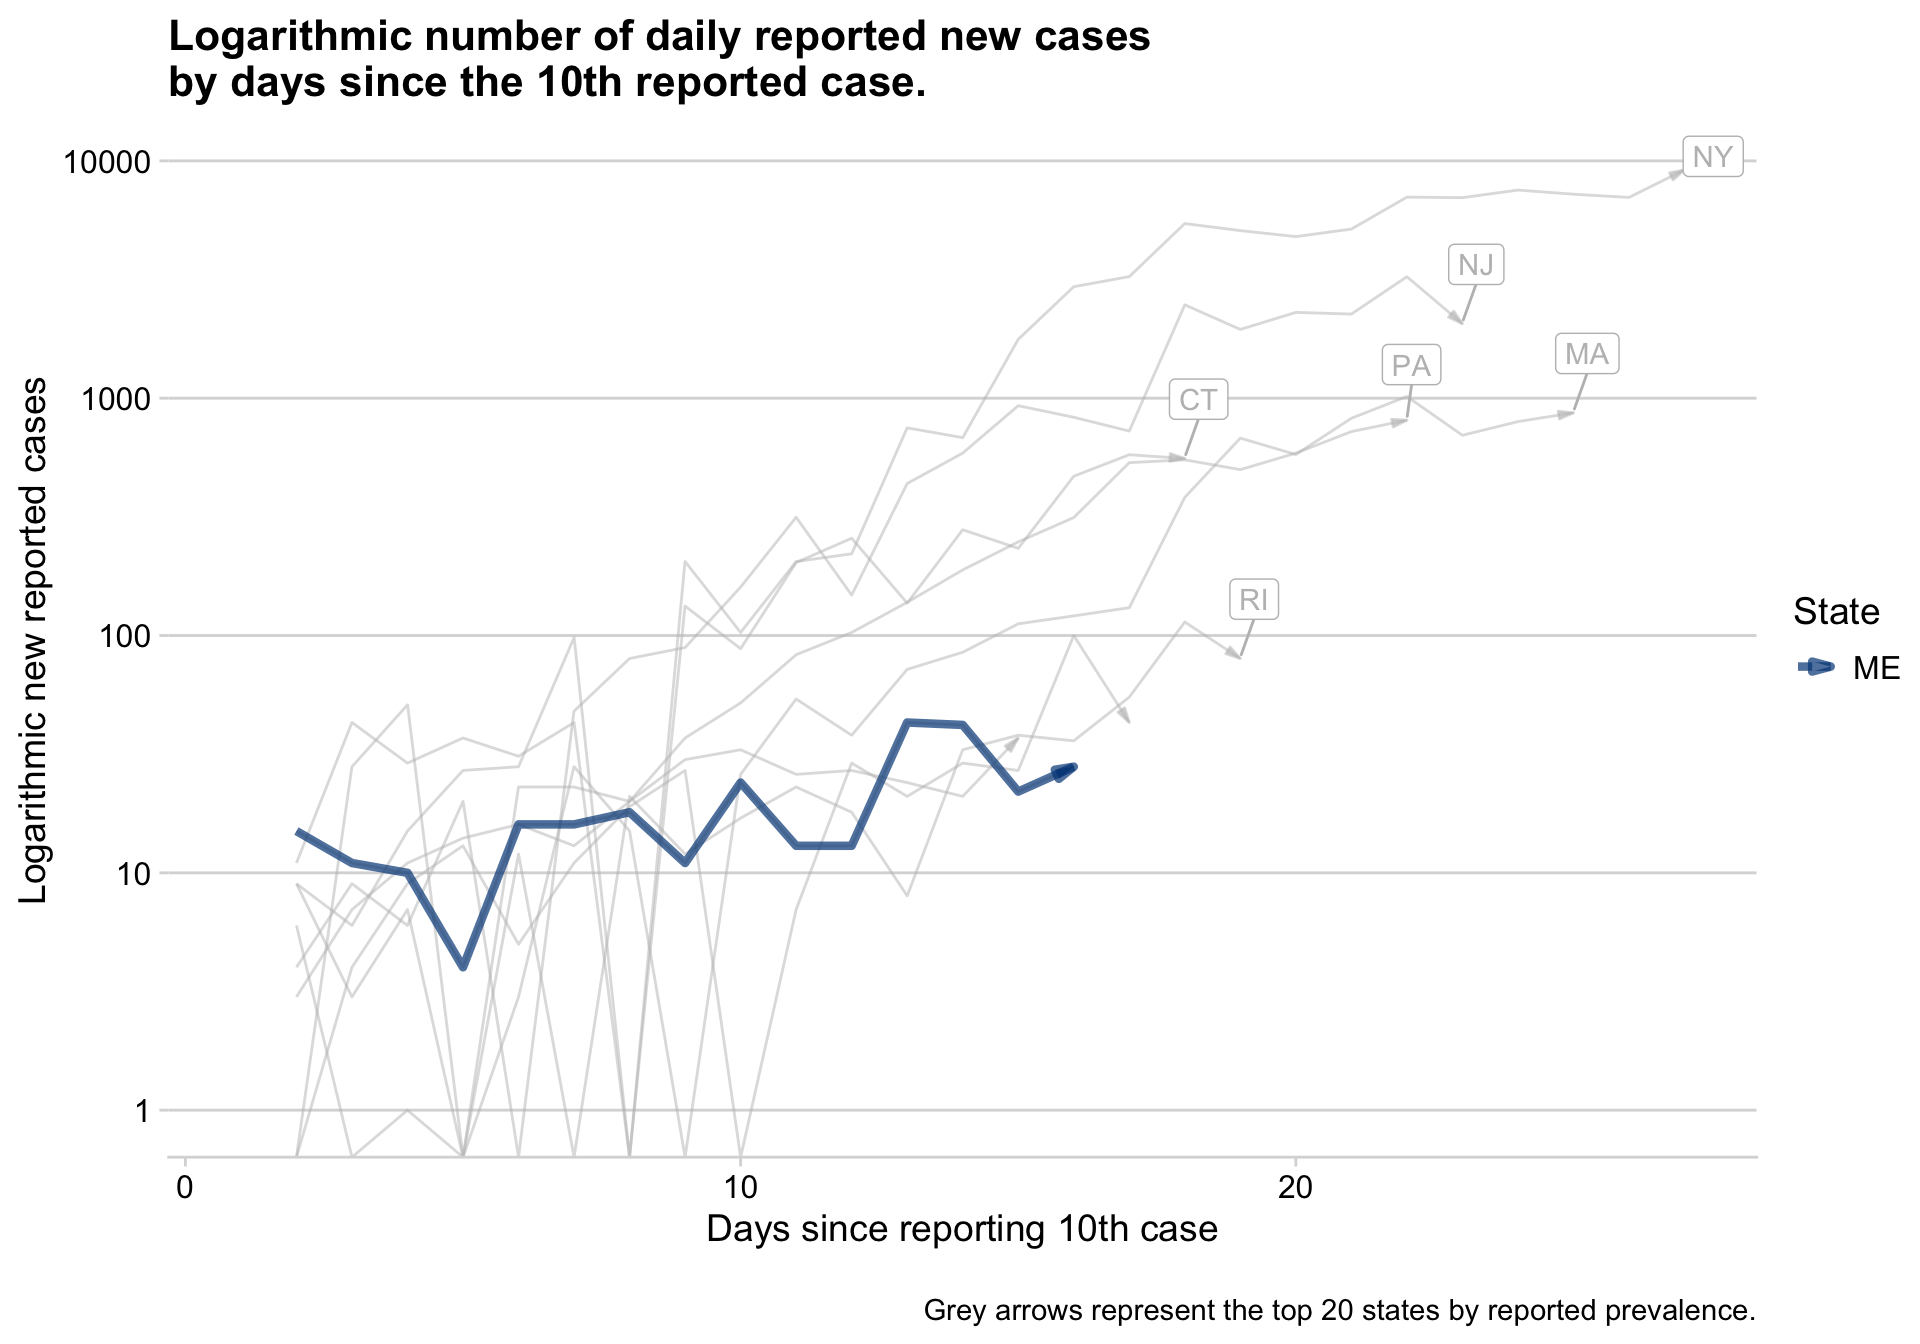 Logarithmic number of daily reported new cases
by days since the 10th reported case.
10000
1000
100
10
1
Logarithmic new reported cases
NY
NJ
MA
PA
CT
RI
State
ME
0
10
20
Days since reporting 10th case
Grey arrows represent the top 20 states by reported prevalence.